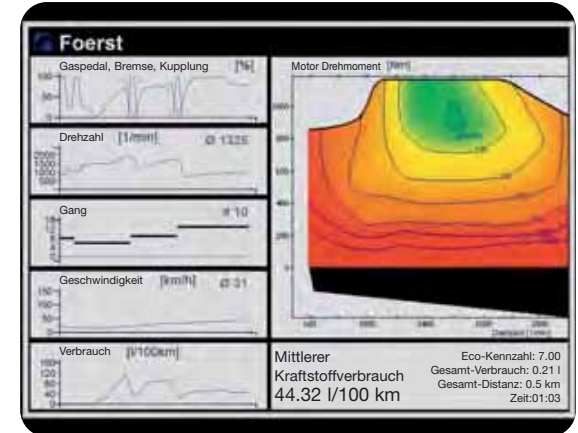 Foerst
Gaspedal, Bremse, Kupplung [%]
Drehzahl [1/min] Ø 1325
Gang # 10
Geschwindigkeit [km/h] Ø 31
Verbrauch [l/100km]
Motor Drehmoment [Nm]
Mittlerer
Kraftstoffverbrauch
44.32 l/100 km
Eco-Kennzahl: 7.00
Gesamt-Verbrauch: 0.21 l
Gesamt-Distanz: 0.5 km
Zeit:01:03